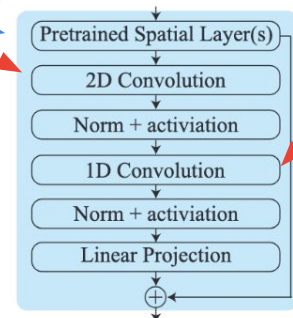 Pretrained Spatial Layer(s)
2D Convolution
Norm + activiation
1D Convolution
Norm + activiation
Linear Projection